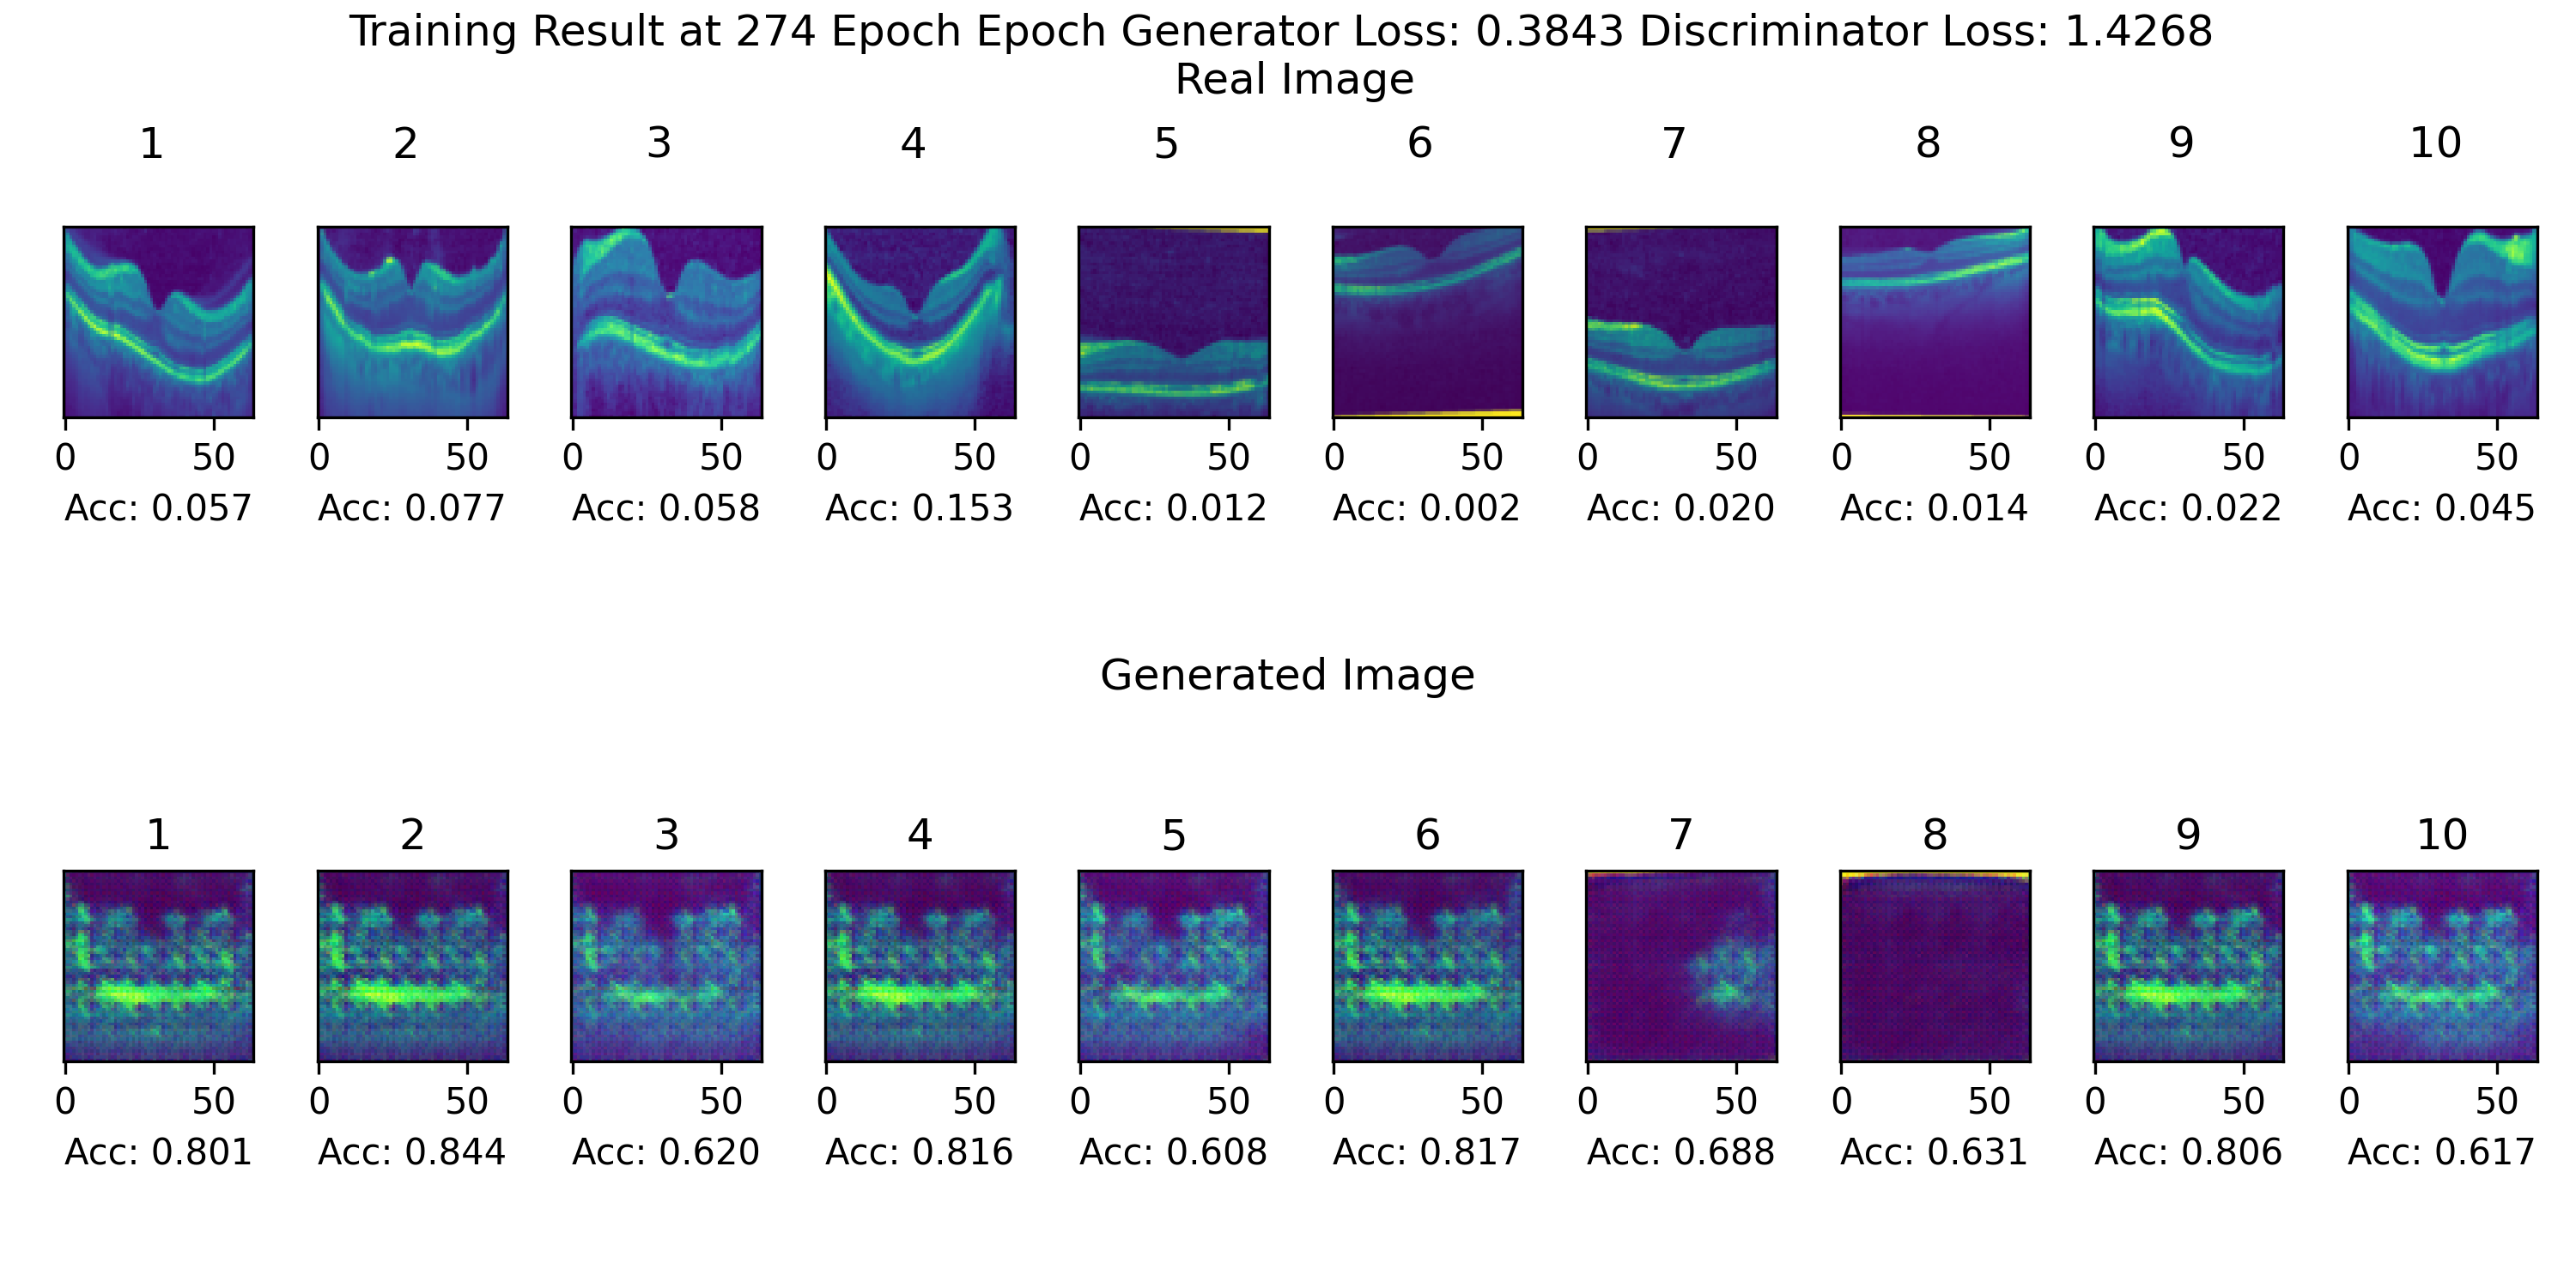 Training Result at 274 Epoch Epoch Generator Loss: 0.3843 Discriminator Loss: 1.4268
Real Image
1 2 3 4 5 6 7 8 9 10
0 50 0 50 0 50 0 50 0 50 0 50 0 50 0 50 0 50 0 50
Acc: 0.057 Acc: 0.077 Acc: 0.058 Acc: 0.153 Acc: 0.012 Acc: 0.002 Acc: 0.020 Acc: 0.014 Acc: 0.022 Acc: 0.045
Generated Image
1 2 3 4 5 6 7 8 9 10
0 50 0 50 0 50 0 50 0 50 0 50 0 50 0 50 0 50 0 50
Acc: 0.801 Acc: 0.844 Acc: 0.620 Acc: 0.816 Acc: 0.608 Acc: 0.817 Acc: 0.688 Acc: 0.631 Acc: 0.806 Acc: 0.617